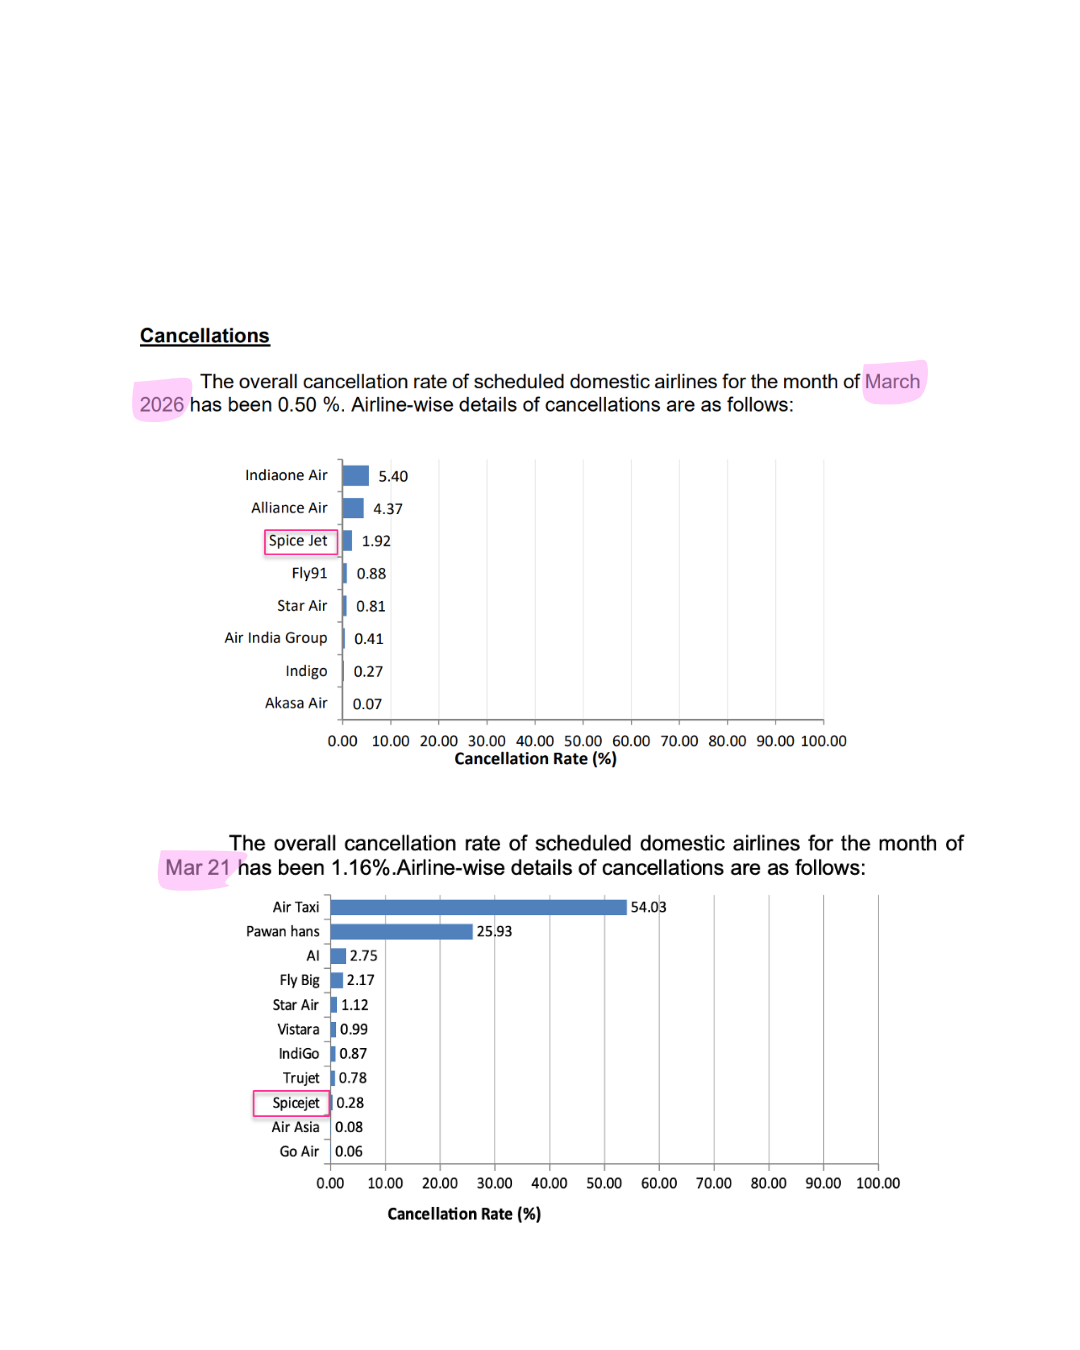 Cancellations
The overall cancellation rate of scheduled domestic airlines for the month of March
2026 has been 0.50 %. Airline-wise details of cancellations are as follows:
Indiaone Air 5.40
Alliance Air 4.37
Spice Jet 1.92
Fly91 0.88
Star Air 0.81
Air India Group 0.41
Indigo 0.27
Akasa Air 0.07
0.00 10.00 20.00 30.00 40.00 50.00 60.00 70.00 80.00 90.00 100.00
Cancellation Rate (%)
The overall cancellation rate of scheduled domestic airlines for the month of
Mar 21 has been 1.16%.Airline-wise details of cancellations are as follows:
Air Taxi 54.03
Pawan hans 25.93
AI 2.75
Fly Big 2.17
Star Air 1.12
Vistara 0.99
IndiGo 0.87
Trujet 0.78
Spicejet 0.28
Air Asia 0.08
Go Air 0.06
0.00 10.00 20.00 30.00 40.00 50.00 60.00 70.00 80.00 90.00 100.00
Cancellation Rate (%)